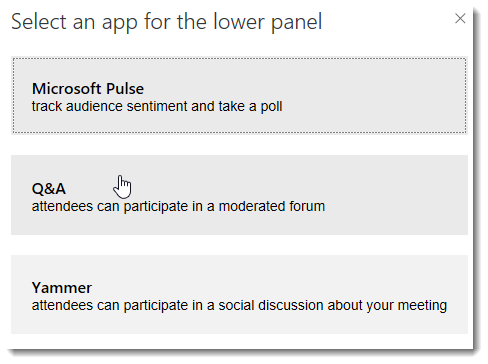 Select an app for the lower panel
Microsoft Pulse
track audience sentiment and take a poll
Q&A
attendees can participate in a moderated forum
Yammer
attendees can participate in a social discussion about your meeting